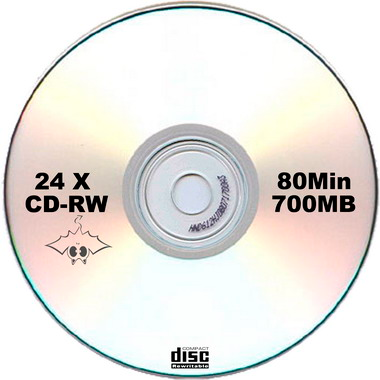 24 X
CD-RW
80Min
700MB
COMPACT
disc
Rewritable